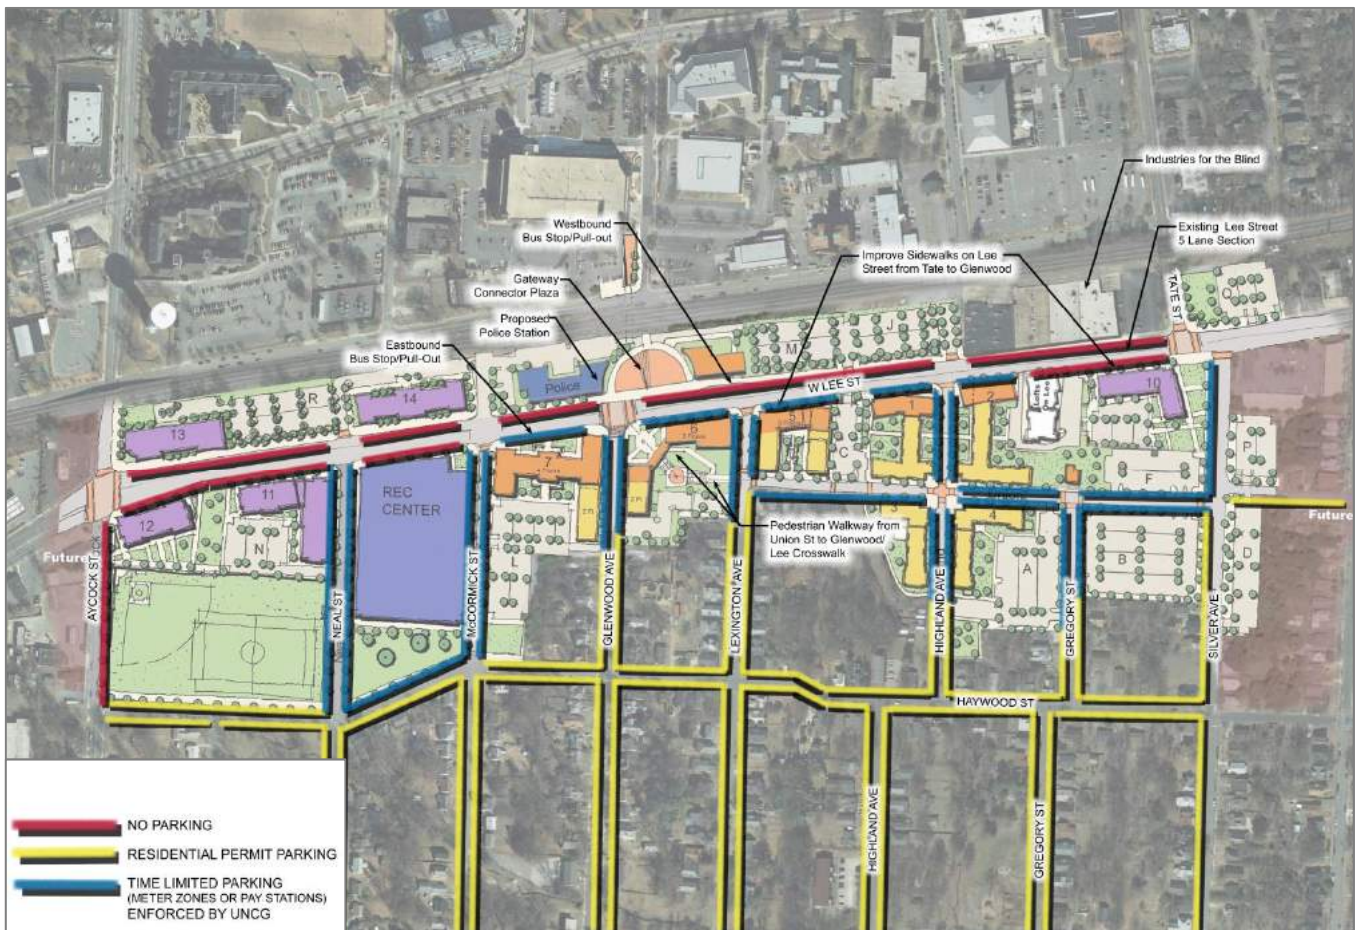 Industries for the Blind
Westbound
Bus Stop/Pull-out
Existing Lee Street
5 Lane Section
Improve Sidewalks on Lee
Street from Tate to Glenwood
Gateway
Connector Plaza
TATE ST
Q
Proposed
Police Station
Eastbound
Bus Stop/Pull-Out
J
M
Police
W LEE ST
R
14
13
10
2
1
5
6
7
Lofts
On Lee
C
P
F
REC
CENTER
11
12
N
Future
Future
3
4
Pedestrian Walkway from
Union St to Glenwood/
Lee Crosswalk
L
A
B
D
AYCOCK ST
NEAL ST
McCORMICK ST
GLENWOOD AVE
LEXINGTON AVE
HIGHLAND AVE
GREGORY ST
SILVER AVE
HAYWOOD ST
HIGHLAND AVE
GREGORY ST
NO PARKING
RESIDENTIAL PERMIT PARKING
TIME LIMITED PARKING
(METER ZONES OR PAY STATIONS)
ENFORCED BY UNCG